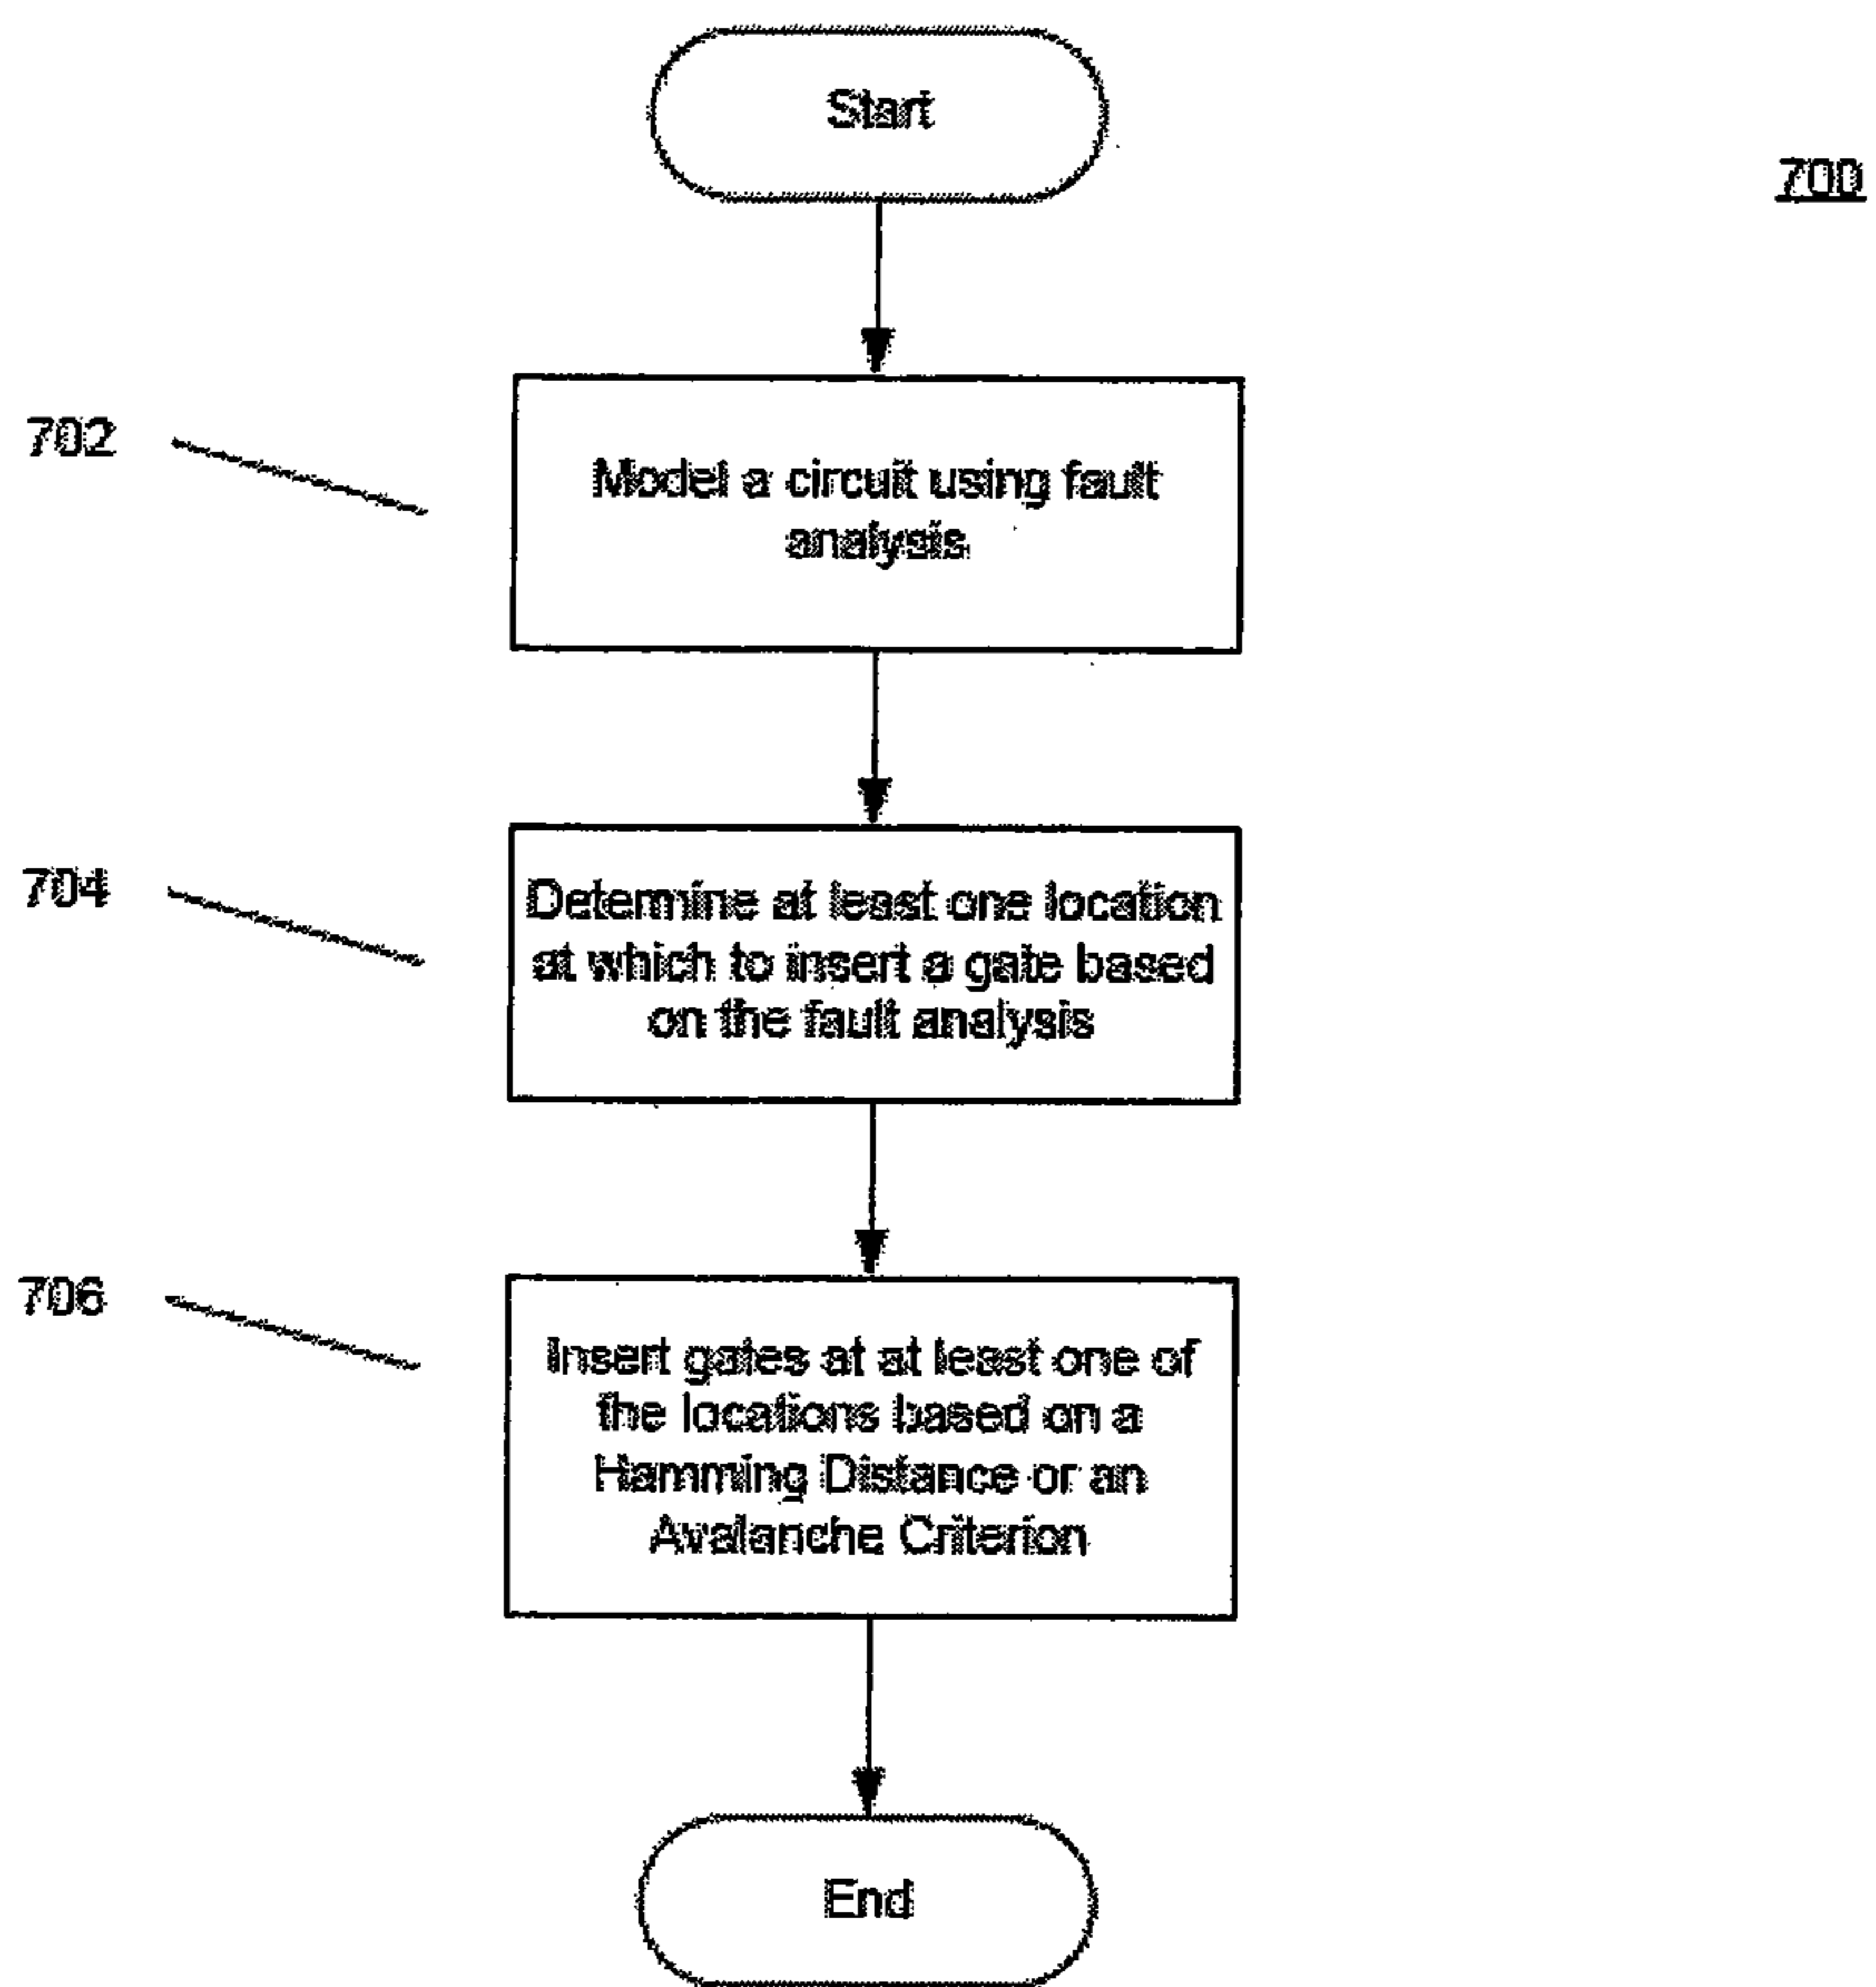 Start
700
702
Model a circuit using fault
analysis
704
Determine at least one location
at which to insert a gate based
on the fault analysis
706
Insert gates at at least one of
the locations based on a
Hamming Distance or an
Avalanche Criterion
End